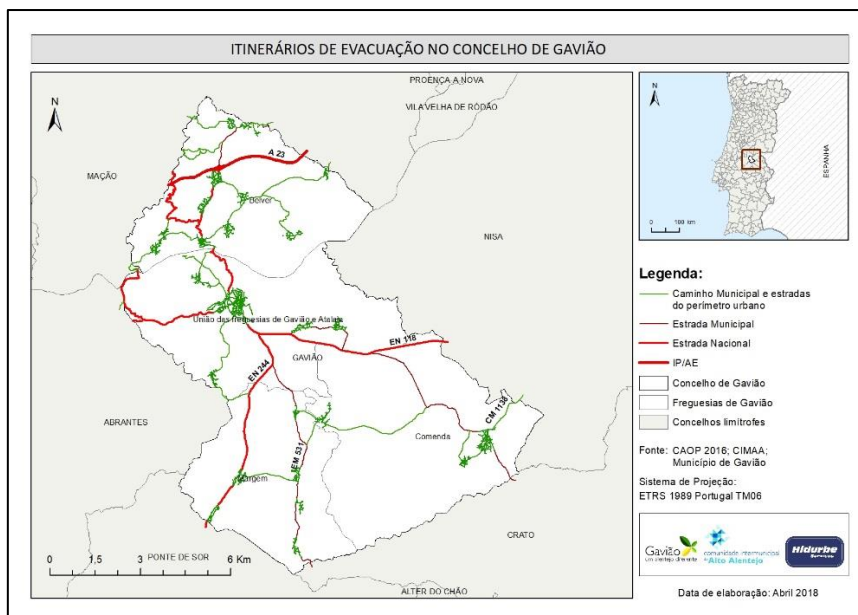 ITINERÁRIOS DE EVACUAÇÃO NO CONCELHO DE GAVIÃO
N
PROENÇA-A-NOVA
VILA VELHA DE RÓDÃO
MAÇÃO
A 23
Belver
NISA
União das freguesias de Gavião e Atalaia
EN 118
GAVIÃO
EN 244
ABRANTES
EM 531
Comenda
CM 1138
Margem
CRATO
PONTE DE SOR
ALTER DO CHÃO
0 1,5 3 6 Km
N
ESPANHA
0 100 km
Legenda:
Caminho Municipal e estradas
do perímetro urbano
Estrada Municipal
Estrada Nacional
IP/AE
Concelho de Gavião
Freguesias de Gavião
Concelhos limítrofes
Fonte: CAOP 2016; CIMAA;
Município de Gavião
Sistema de Projeção:
ETRS 1989 Portugal TM06
Gavião
um alentejo diferente
comunidade intermunicipal
do Alto Alentejo
Hidurbe
Data de elaboração: Abril 2018